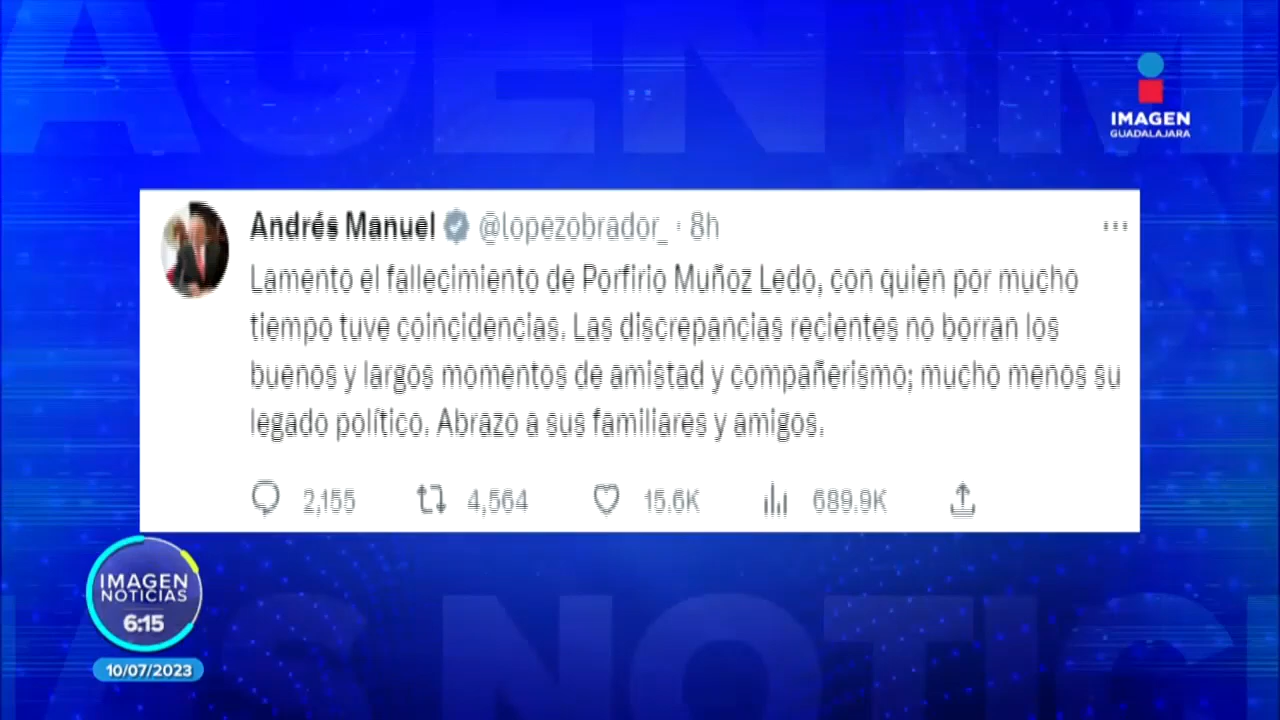 IMAGEN
GUADALAJARA
Andrés Manuel @lopezobrador_ · 8h
Lamento el fallecimiento de Porfirio Muñoz Ledo, con quien por mucho
tiempo tuve coincidencias. Las discrepancias recientes no borran los
buenos y largos momentos de amistad y compañerismo; mucho menos su
legado político. Abrazo a sus familiares y amigos.
2,155 4,564 15.6K 689.9K
IMAGEN
NOTICIAS
6:15
10/07/2023